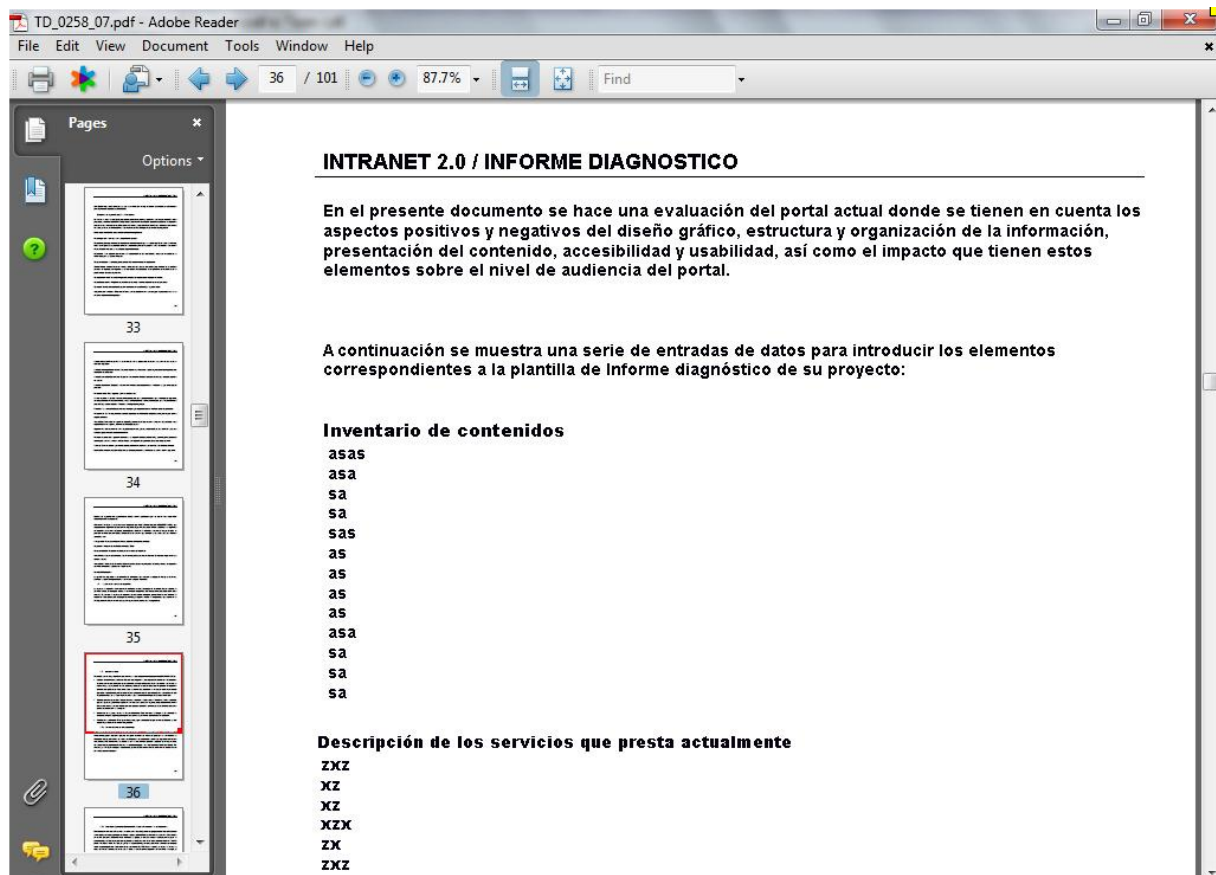 TD_0258_07.pdf - Adobe Reader
File Edit View Document Tools Window Help
36 / 101 87.7% Find
Pages
Options
33
34
35
36
INTRANET 2.0 / INFORME DIAGNOSTICO
En el presente documento se hace una evaluación del portal actual donde se tienen en cuenta los
aspectos positivos y negativos del diseño gráfico, estructura y organización de la información,
presentación del contenido, accesibilidad y usabilidad, así como el impacto que tienen estos
elementos sobre el nivel de audiencia del portal.
A continuación se muestra una serie de entradas de datos para introducir los elementos
correspondientes a la plantilla de Informe diagnóstico de su proyecto:
Inventario de contenidos
asas
asa
sa
sa
sas
as
as
as
as
asa
sa
sa
sa
Descripción de los servicios que presta actualmente
zxz
xz
xz
xzx
zx
zxz